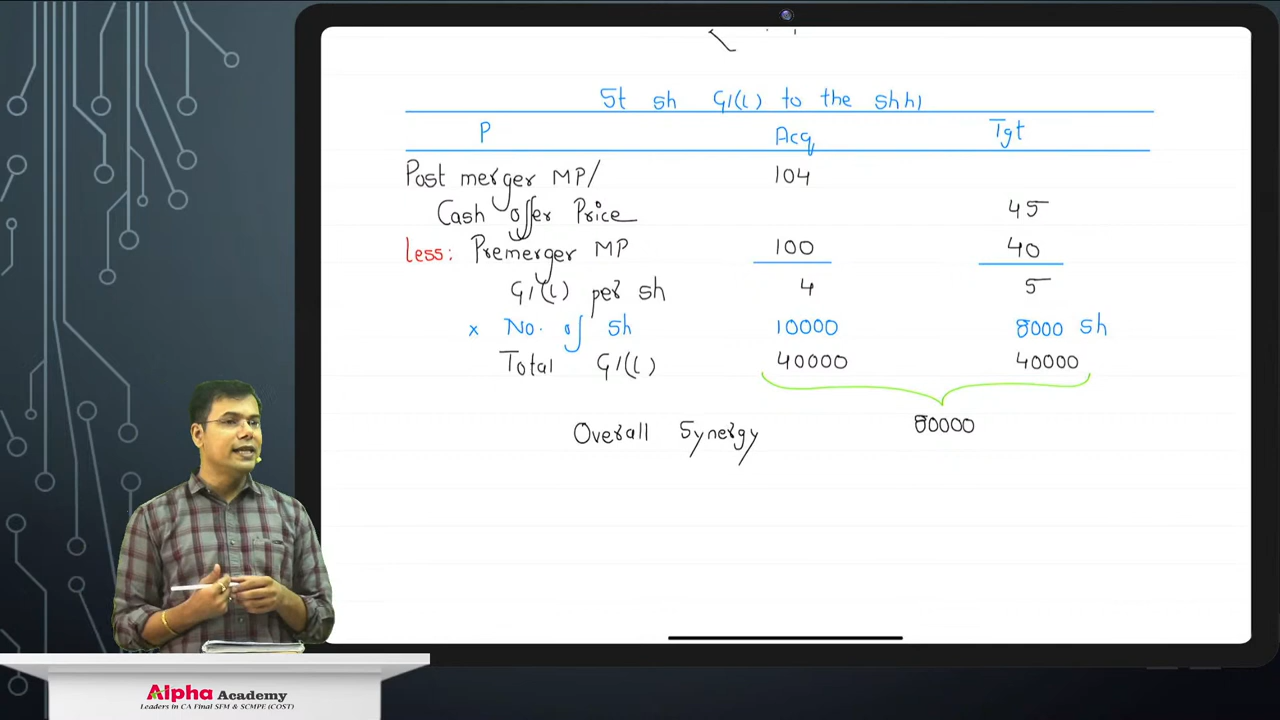 St sh G/(L) to the shh)
P Acq Tgt
Post merger MP/ 104
Cash offer Price 45
less: Premerger MP 100 40
G/(L) per sh 4 5
x No. of Sh 10000 8000 sh
Total G/(L) 40000 40000
Overall Synergy 80000
Alpha Academy
Leaders in CA Final SFM & SCMPE (COST)